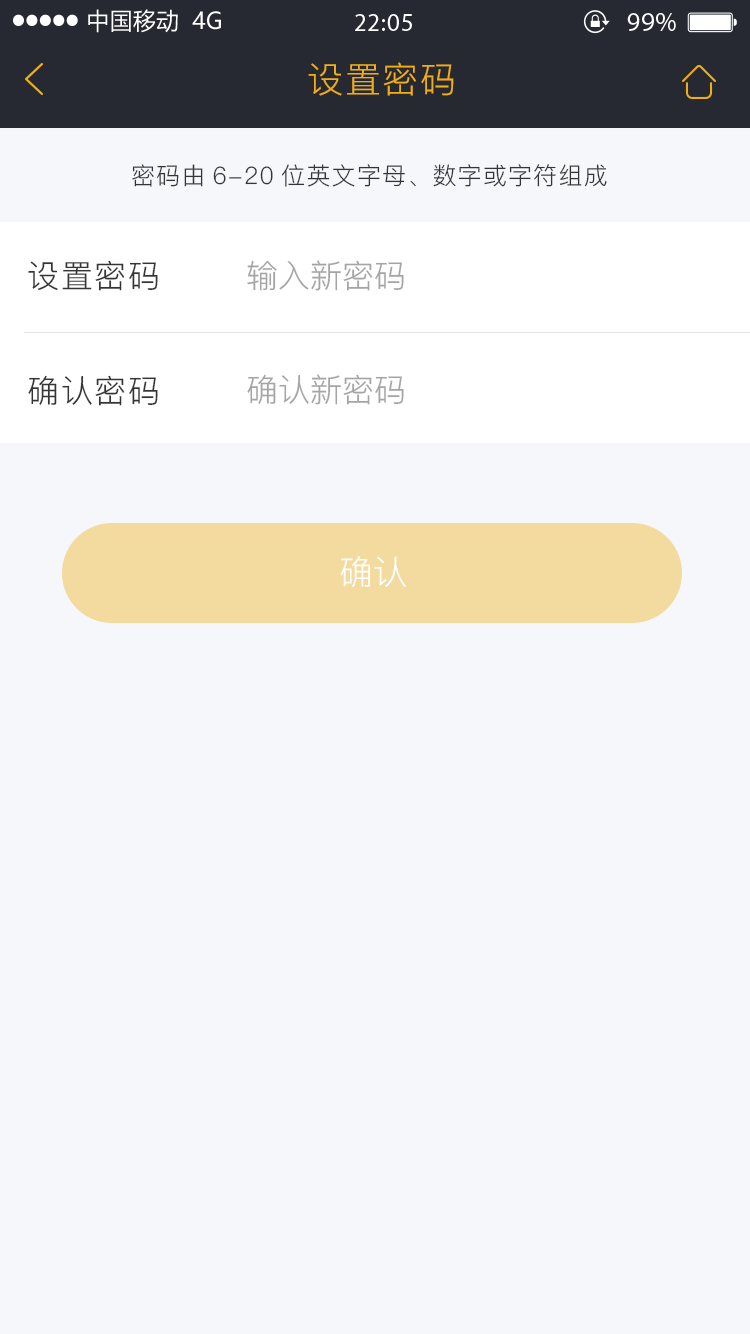 中国移动 4G 22:05 99%
设置密码
密码由 6-20 位英文字母、数字或字符组成
设置密码 输入新密码
确认密码 确认新密码
确认